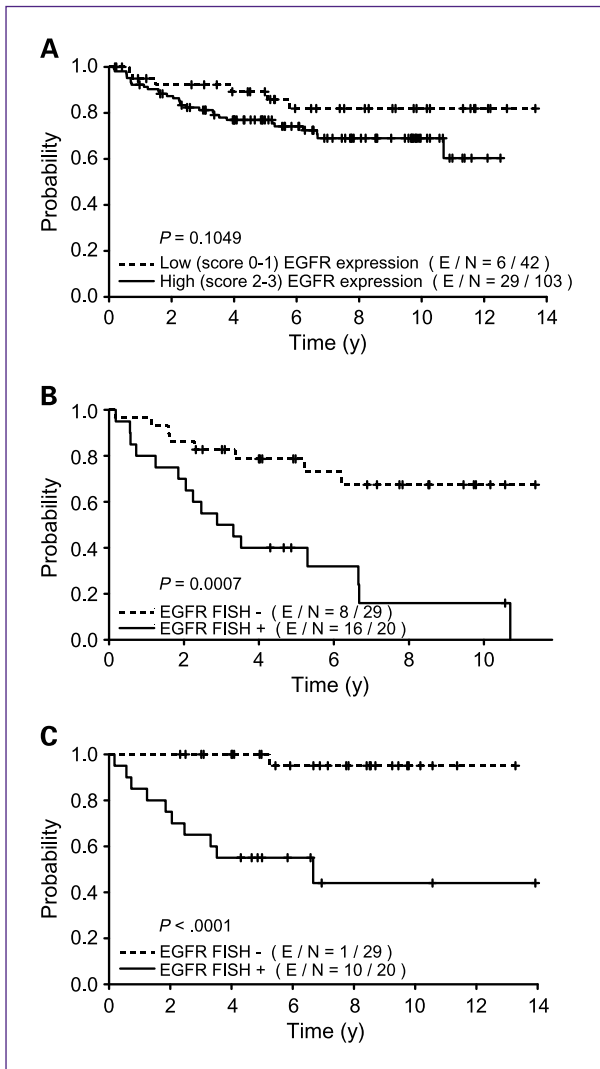 A
1.0
0.8
0.6
0.4
0.2
0.0
Probability
P = 0.1049
Low (score 0-1) EGFR expression ( E / N = 6 / 42 )
High (score 2-3) EGFR expression ( E / N = 29 / 103 )
0 2 4 6 8 10 12 14
Time (y)
B
1.0
0.8
0.6
0.4
0.2
0.0
Probability
P = 0.0007
EGFR FISH - ( E / N = 8 / 29 )
EGFR FISH + ( E / N = 16 / 20 )
0 2 4 6 8 10
Time (y)
C
1.0
0.8
0.6
0.4
0.2
0.0
Probability
P < .0001
EGFR FISH - ( E / N = 1 / 29 )
EGFR FISH + ( E / N = 10 / 20 )
0 2 4 6 8 10 12 14
Time (y)